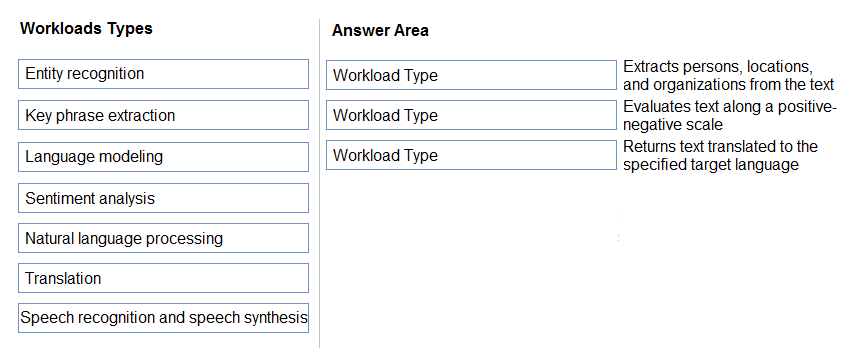 Workloads Types
Entity recognition
Key phrase extraction
Language modeling
Sentiment analysis
Natural language processing
Translation
Speech recognition and speech synthesis
Answer Area
Workload Type
Extracts persons, locations,
and organizations from the text
Workload Type
Evaluates text along a positive-
negative scale
Workload Type
Returns text translated to the
specified target language